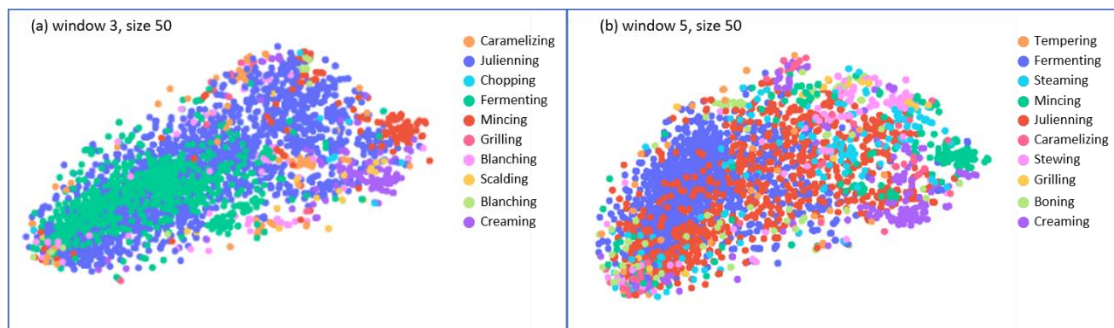 (a) window 3, size 50
Caramelizing
Julienning
Chopping
Fermenting
Mincing
Grilling
Blanching
Scalding
Blanching
Creaming
(b) window 5, size 50
Tempering
Fermenting
Steaming
Mincing
Julienning
Caramelizing
Stewing
Grilling
Boning
Creaming